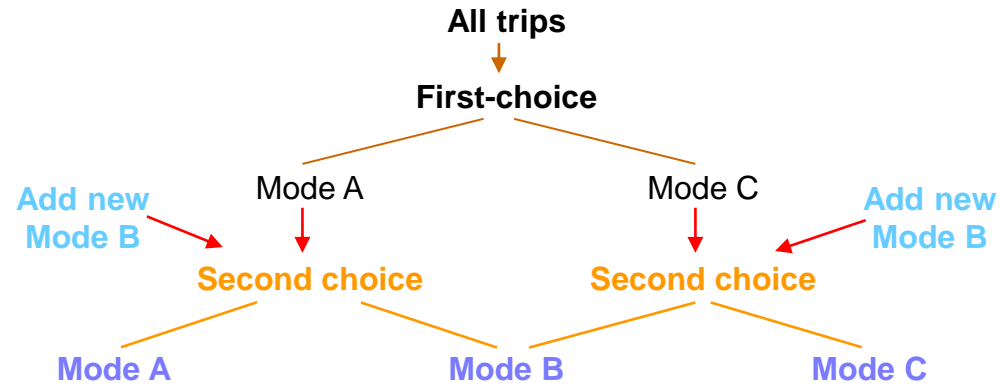 All trips
First-choice
Mode A
Mode C
Add new
Mode B
Add new
Mode B
Second choice
Second choice
Mode A
Mode B
Mode C